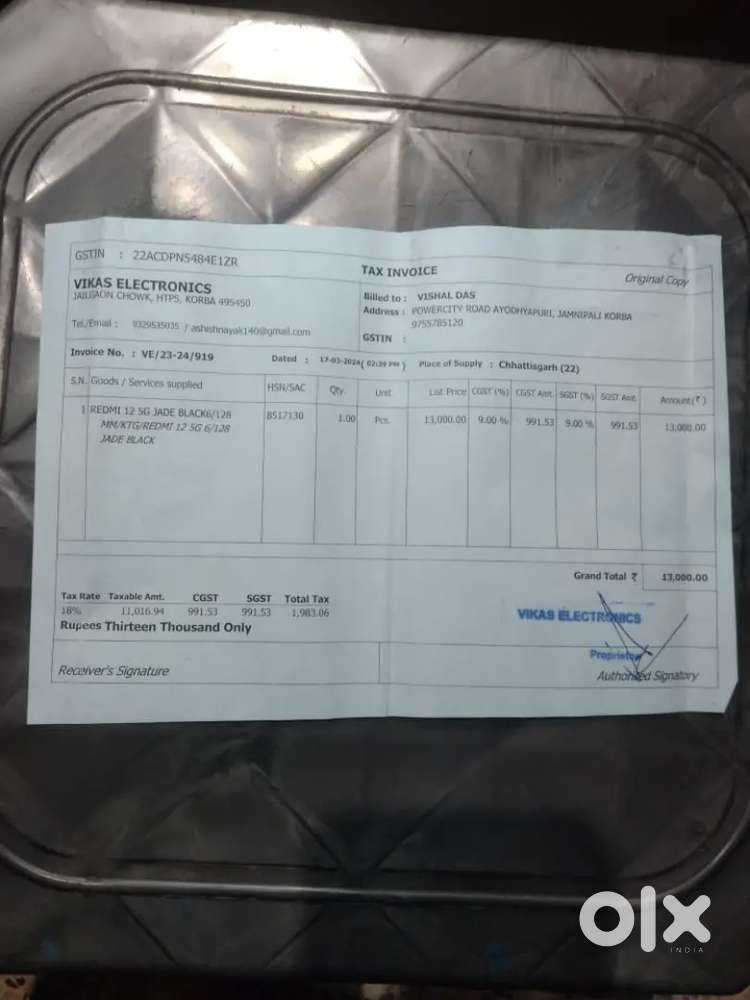 GSTIN : 22ACDPN5484E1ZR
TAX INVOICE
Original Copy
VIKAS ELECTRONICS
JAILGAON CHOWK, HTPS, KORBA 495450
Tel./Email : 9329535035 / ashishnayak140@gmail.com
Billed to : VISHAL DAS
Address : POWERCITY ROAD AYODHYAPURI, JAMNIPALI KORBA
9755785120
GSTIN :
Invoice No. : VE/23-24/919 Dated : 17-03-2024( 02:29 PM ) Place of Supply : Chhattisgarh (22)
S.N. Goods / Services supplied HSN/SAC Qty. Unit List Price CGST (%) CGST Amt. SGST (%) SGST Amt. Amount(₹)
1 REDMI 12 5G JADE BLACK6/128 8517130 1.00 Pcs. 13,000.00 9.00 % 991.53 9.00 % 991.53 13,000.00
MM/KTG/REDMI 12 5G 6/128
JADE BLACK
Grand Total ₹ 13,000.00
Tax Rate Taxable Amt. CGST SGST Total Tax
18% 11,016.94 991.53 991.53 1,983.06
Rupees Thirteen Thousand Only
VIKAS ELECTRONICS
Proprietor
Receiver's Signature
Authorised Signatory
olx
INDIA